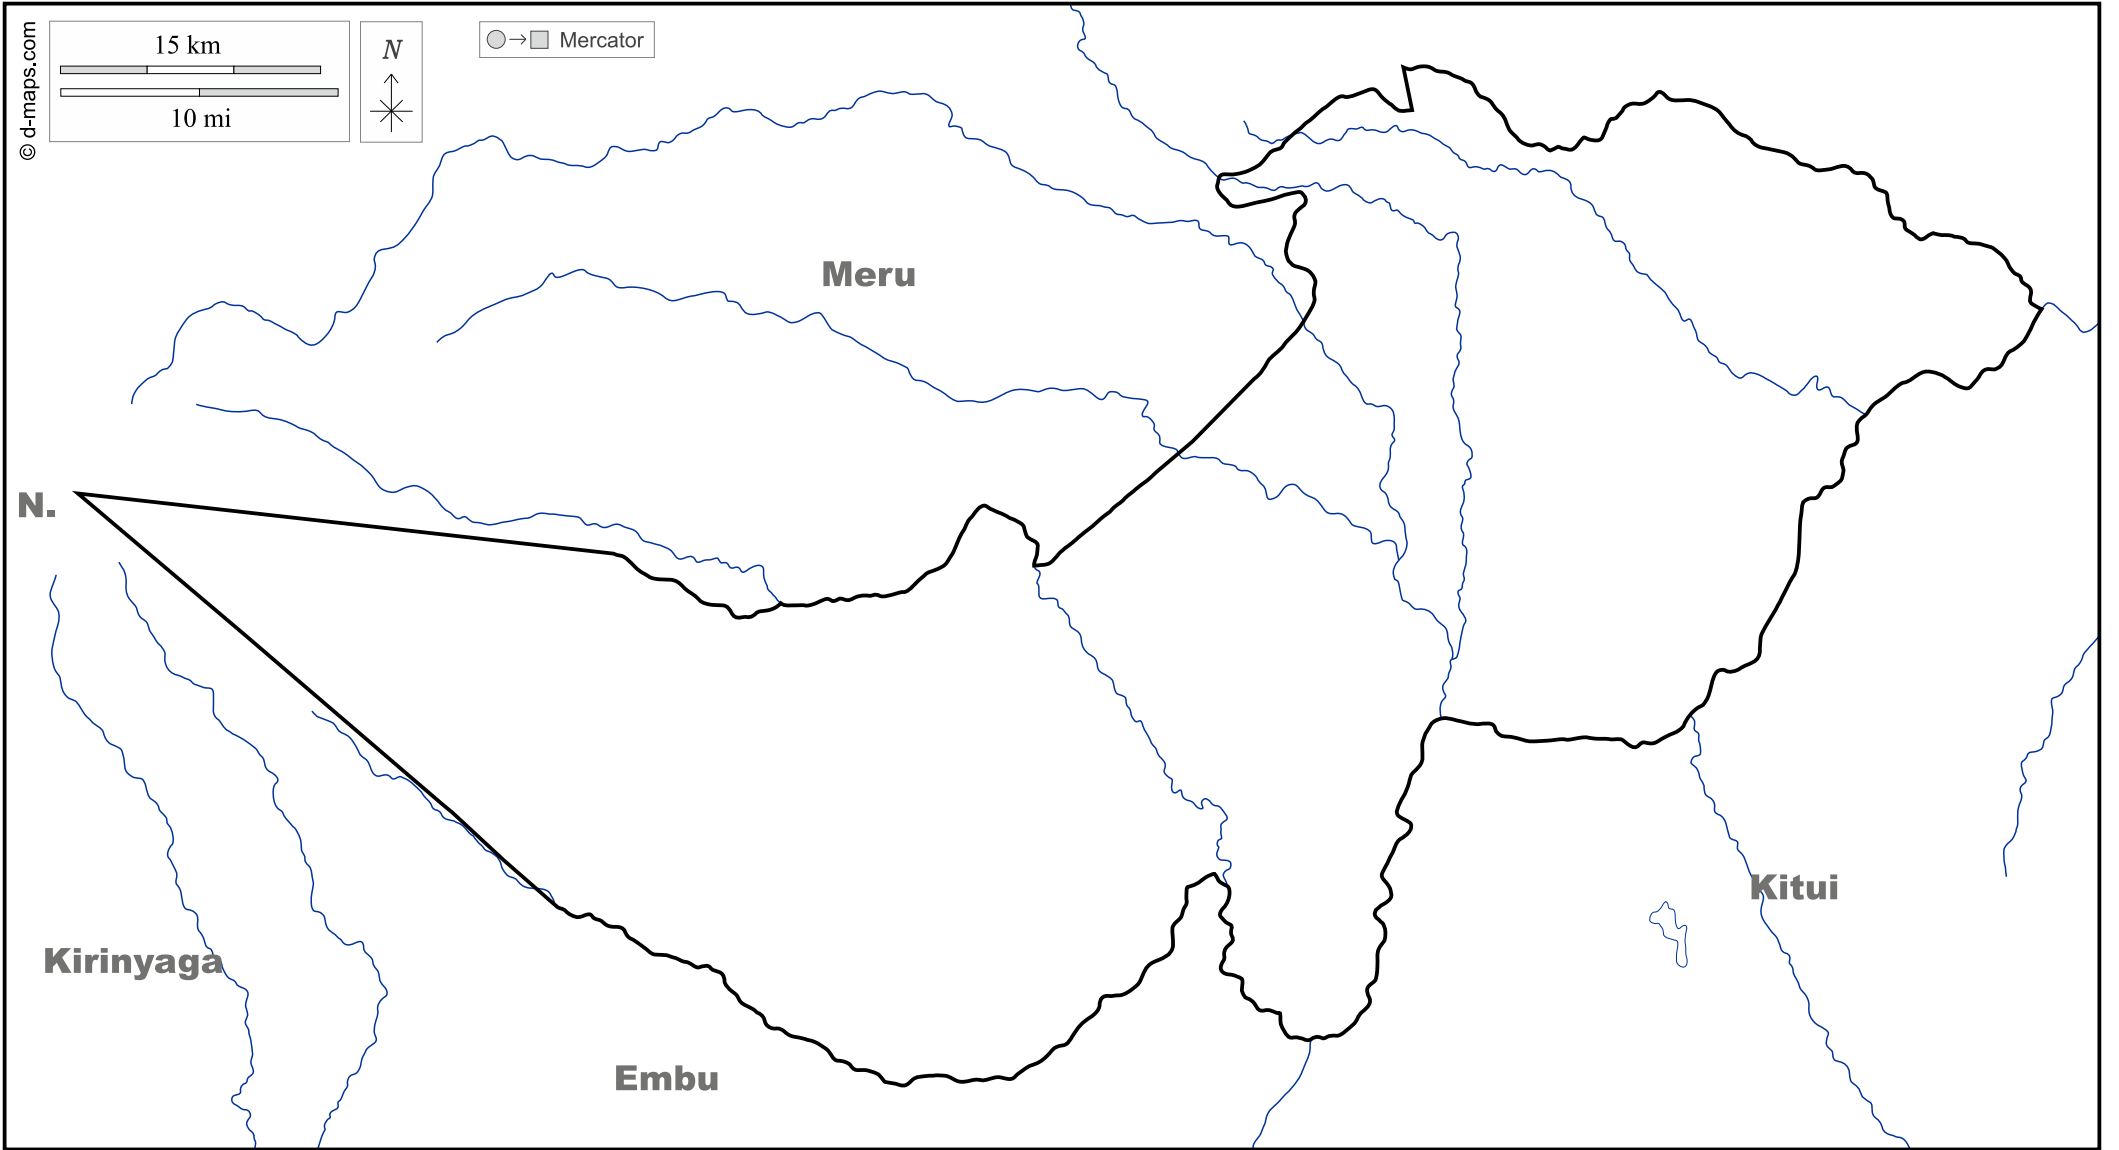 © d-maps.com
15 km
10 mi
N
Mercator
Meru
N.
Kitui
Kirinyaga
Embu